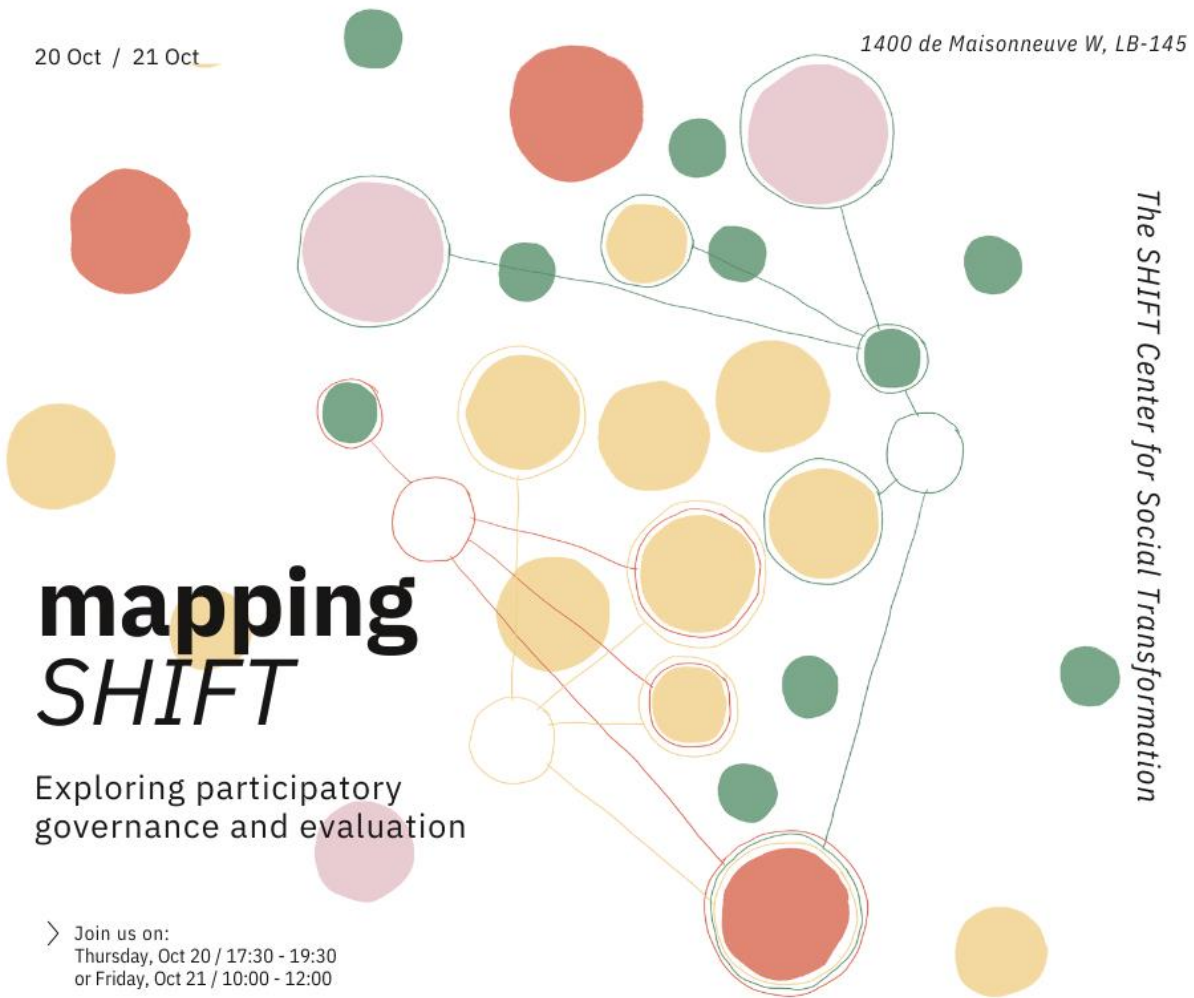 20 Oct / 21 Oct
1400 de Maisonneuve W, LB-145
The SHIFT Center for Social Transformation
mapping
SHIFT
Exploring participatory
governance and evaluation
Join us on:
Thursday, Oct 20 / 17:30 - 19:30
or Friday, Oct 21 / 10:00 - 12:00